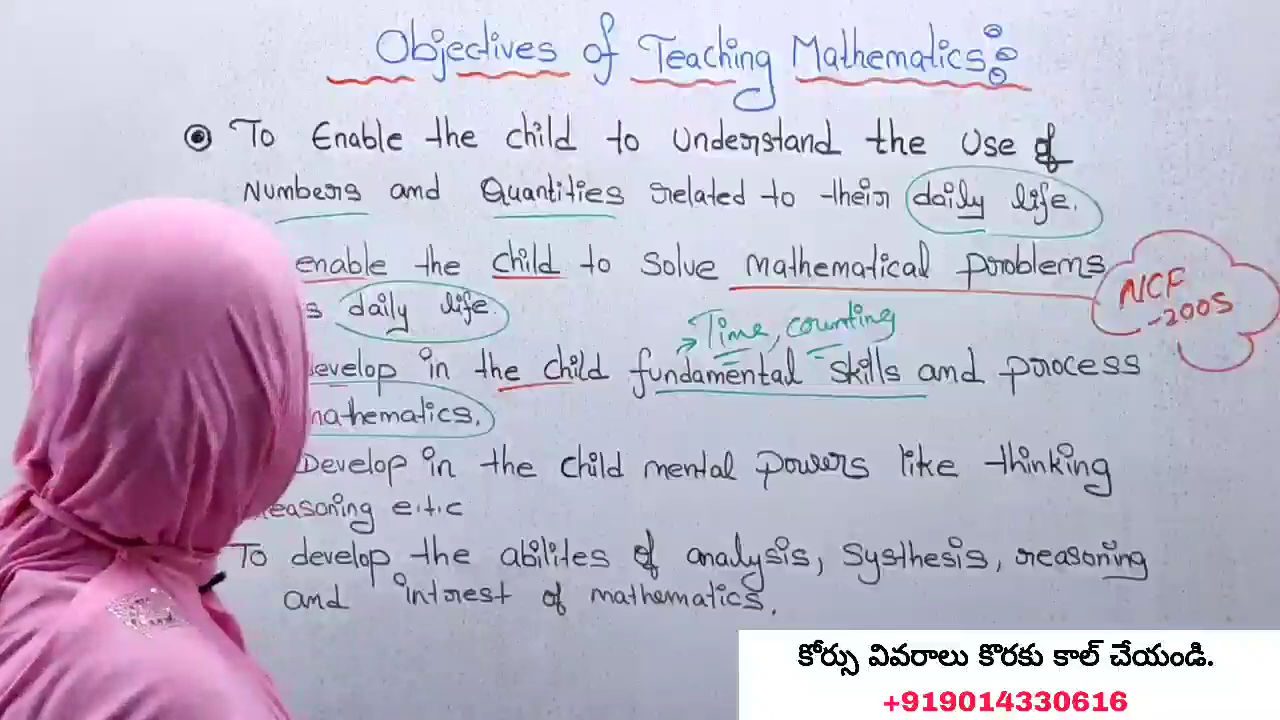 Objectives of Teaching Mathematics:
To Enable the child to Understand the Use of
Numbers and Quantities related to their daily life.
enable the child to Solve Mathematical problems
s daily life.
NCF
-2005
Time, counting
develop in the child fundamental skills and process
mathematics.
Develop in the child mental powers like thinking
reasoning e.t.c
To develop the abilites of analysis, systhesis, reasoning
and intrest of mathematics.
కోర్సు వివరాలు కొరకు కాల్ చేయండి.
+919014330616